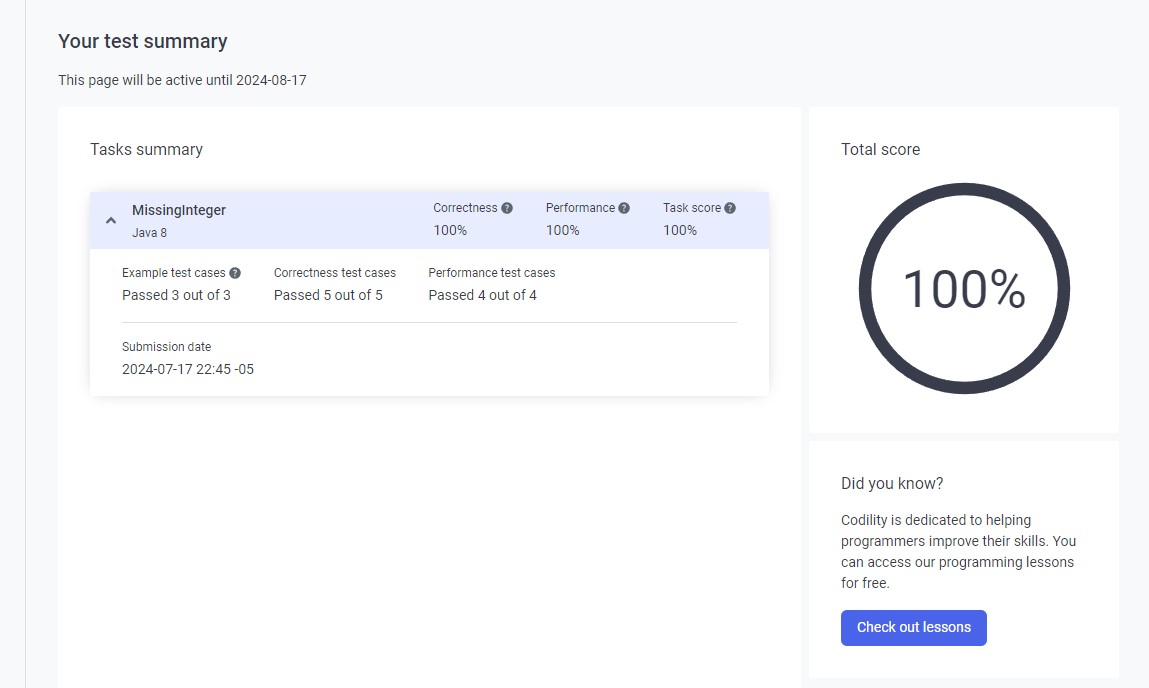 Your test summary
This page will be active until 2024-08-17
Tasks summary
MissingInteger
Java 8
Correctness ?
100%
Performance ?
100%
Task score ?
100%
Example test cases ?
Passed 3 out of 3
Correctness test cases
Passed 5 out of 5
Performance test cases
Passed 4 out of 4
Submission date
2024-07-17 22:45 -05
Total score
100%
Did you know?
Codility is dedicated to helping
programmers improve their skills. You
can access our programming lessons
for free.
Check out lessons